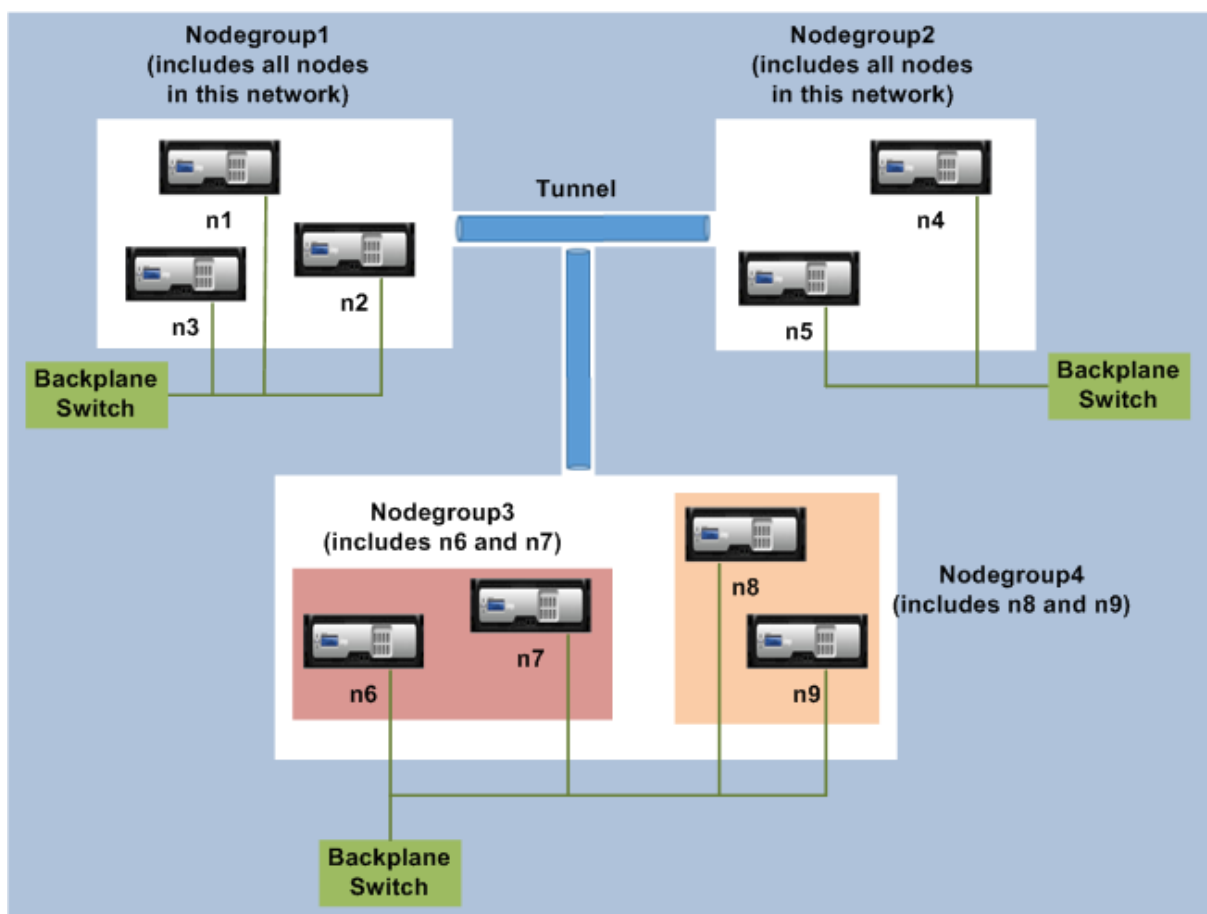 Nodegroup1
(includes all nodes
in this network)
Nodegroup2
(includes all nodes
in this network)
Tunnel
n1
n2
n3
n4
n5
Backplane
Switch
Backplane
Switch
Nodegroup3
(includes n6 and n7)
n6
n7
n8
n9
Nodegroup4
(includes n8 and n9)
Backplane
Switch